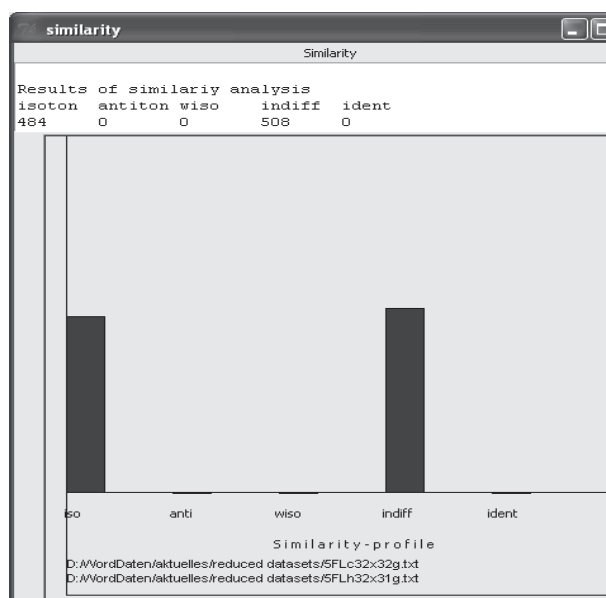 similarity
Similarity
Results of similariy analysis
isoton antiton wiso indiff ident
484 0 0 508 0
iso anti wiso indiff ident
Similarity-profile
D:/WordDaten/aktuelles/reduced datasets/5FLc32x32g.txt
D:/WordDaten/aktuelles/reduced datasets/5FLh32x31g.txt